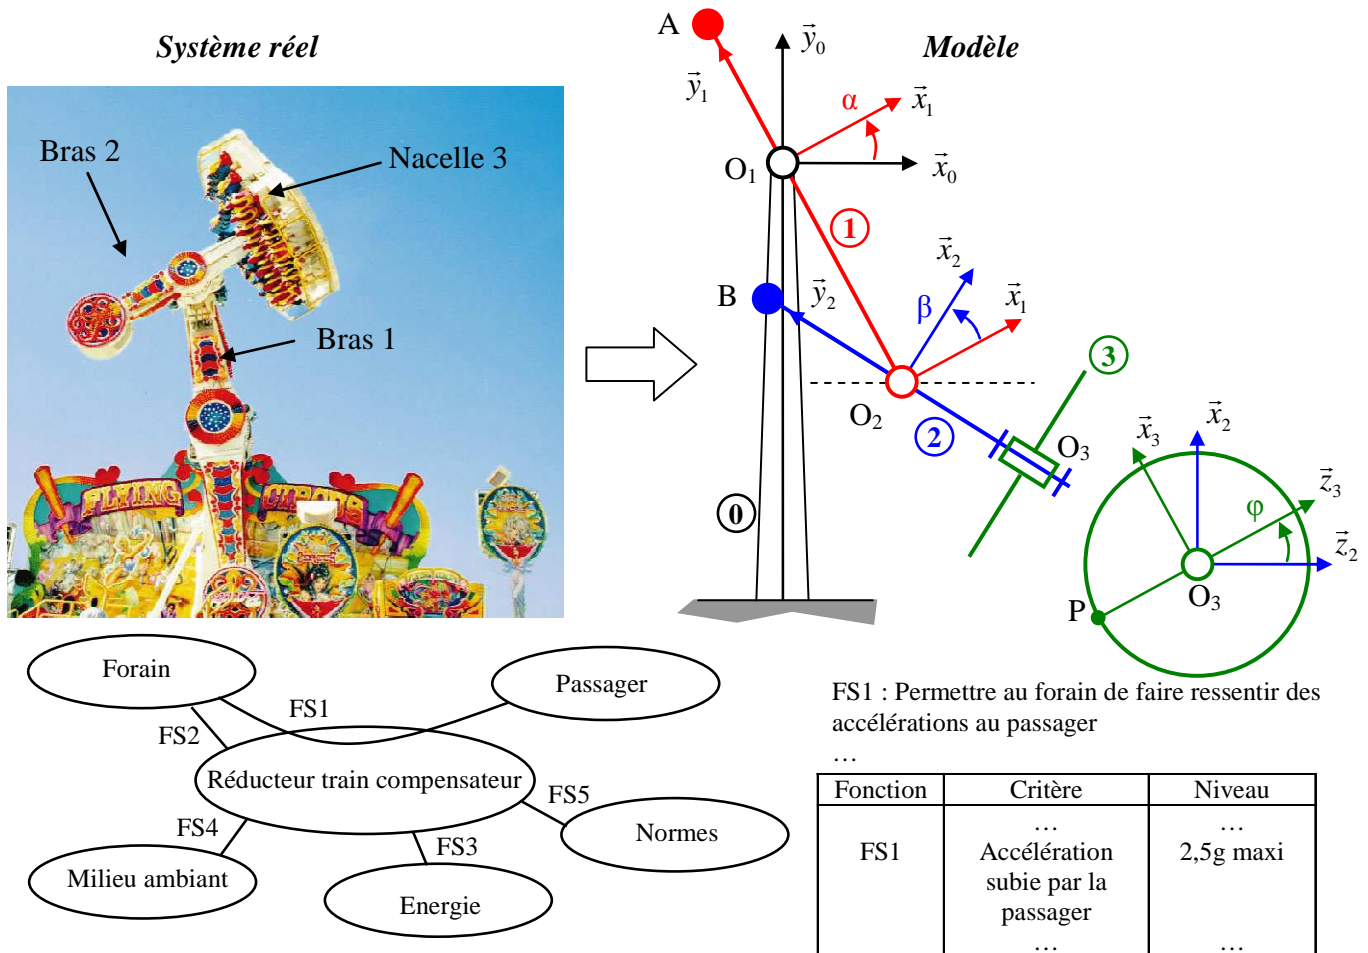 Système réel
Modèle
Bras 2
Nacelle 3
Bras 1
FLYING
CIRCUS
A
y₀
y₁
α
x₁
O₁
x₀
1
x₂
B
y₂
β
x₁
O₂
2
3
O₃
0
x₃
x₂
z₃
φ
z₂
P
O₃
Forain
Passager
FS1
FS2
Réducteur train compensateur
FS5
FS4
FS3
Normes
Milieu ambiant
Energie
FS1 : Permettre au forain de faire ressentir des
accélérations au passager
…
Fonction Critère Niveau
… …
FS1 Accélération 2,5g maxi
subie par la
passager
… …